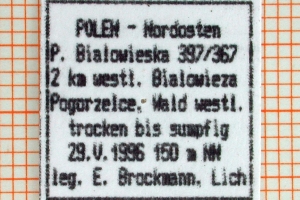 POLEN - Nordosten
P. Bialowieska 397/367
2 km westl. Bialowieza
Pogorzelce, Wald westl.
trocken bis sumpfig
29.V.1996 150 m NN
leg. E. Brockmann, Lich